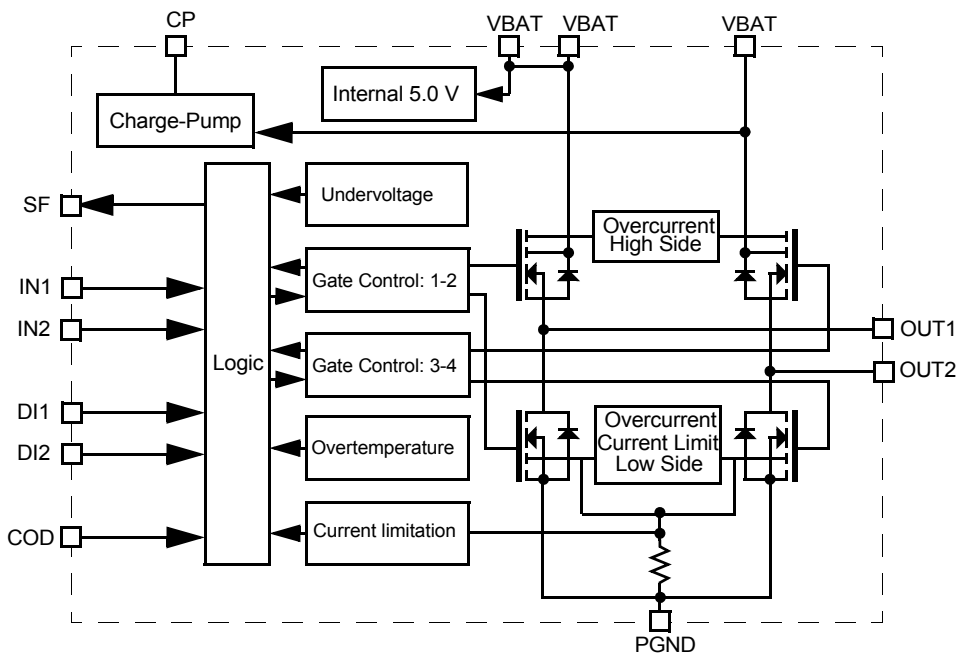 CP
VBAT
VBAT
VBAT
Internal 5.0 V
Charge-Pump
SF
Undervoltage
Overcurrent
High Side
IN1
Gate Control: 1-2
IN2
OUT1
Logic
Gate Control: 3-4
OUT2
DI1
DI2
Overtemperature
Overcurrent
Current Limit
Low Side
COD
Current limitation
PGND